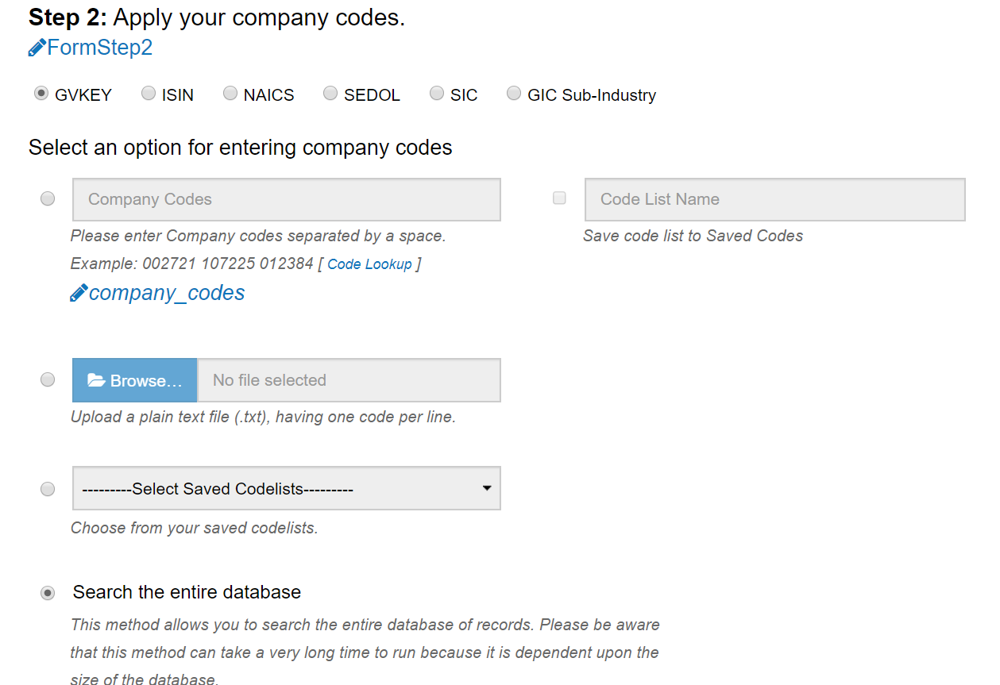 Step 2: Apply your company codes.
FormStep2
GVKEY ISIN NAICS SEDOL SIC GIC Sub-Industry
Select an option for entering company codes
Company Codes Code List Name
Please enter Company codes separated by a space. Save code list to Saved Codes
Example: 002721 107225 012384 [ Code Lookup ]
company_codes
Browse… No file selected
Upload a plain text file (.txt), having one code per line.
---------Select Saved Codelists---------
Choose from your saved codelists.
Search the entire database
This method allows you to search the entire database of records. Please be aware
that this method can take a very long time to run because it is dependent upon the
size of the database.